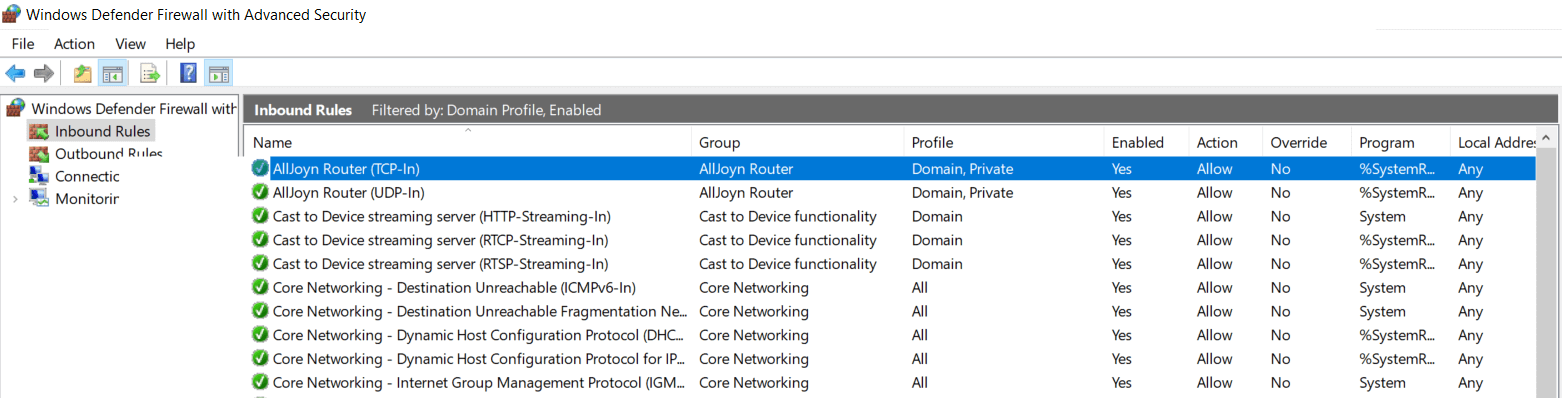 Windows Defender Firewall with Advanced Security
File Action View Help
Windows Defender Firewall with
Inbound Rules
Outbound Rules
Connectic
Monitorir
Inbound Rules Filtered by: Domain Profile, Enabled
Name Group Profile Enabled Action Override Program Local Addres
AllJoyn Router (TCP-In) AllJoyn Router Domain, Private Yes Allow No %SystemR... Any
AllJoyn Router (UDP-In) AllJoyn Router Domain, Private Yes Allow No %SystemR... Any
Cast to Device streaming server (HTTP-Streaming-In) Cast to Device functionality Domain Yes Allow No System Any
Cast to Device streaming server (RTCP-Streaming-In) Cast to Device functionality Domain Yes Allow No %SystemR... Any
Cast to Device streaming server (RTSP-Streaming-In) Cast to Device functionality Domain Yes Allow No %SystemR... Any
Core Networking - Destination Unreachable (ICMPv6-In) Core Networking All Yes Allow No System Any
Core Networking - Destination Unreachable Fragmentation Ne... Core Networking All Yes Allow No System Any
Core Networking - Dynamic Host Configuration Protocol (DHC... Core Networking All Yes Allow No %SystemR... Any
Core Networking - Dynamic Host Configuration Protocol for IP... Core Networking All Yes Allow No %SystemR... Any
Core Networking - Internet Group Management Protocol (IGM... Core Networking All Yes Allow No System Any